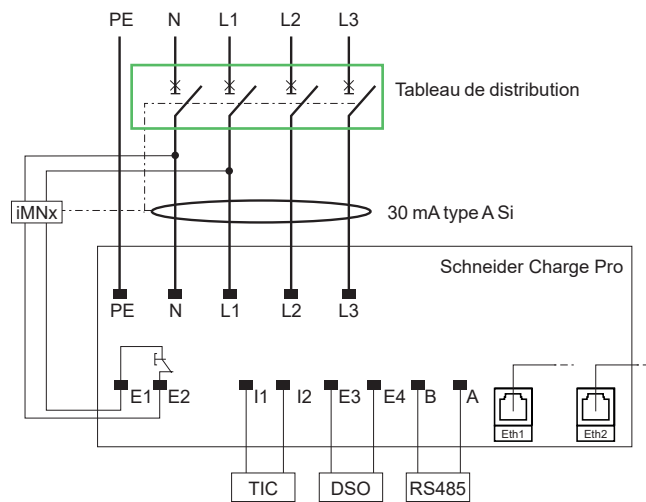 PE N L1 L2 L3
Tableau de distribution
iMNx
30 mA type A Si
Schneider Charge Pro
PE N L1 L2 L3
E1 E2 I1 I2 E3 E4 B A
Eth1 Eth2
TIC DSO RS485